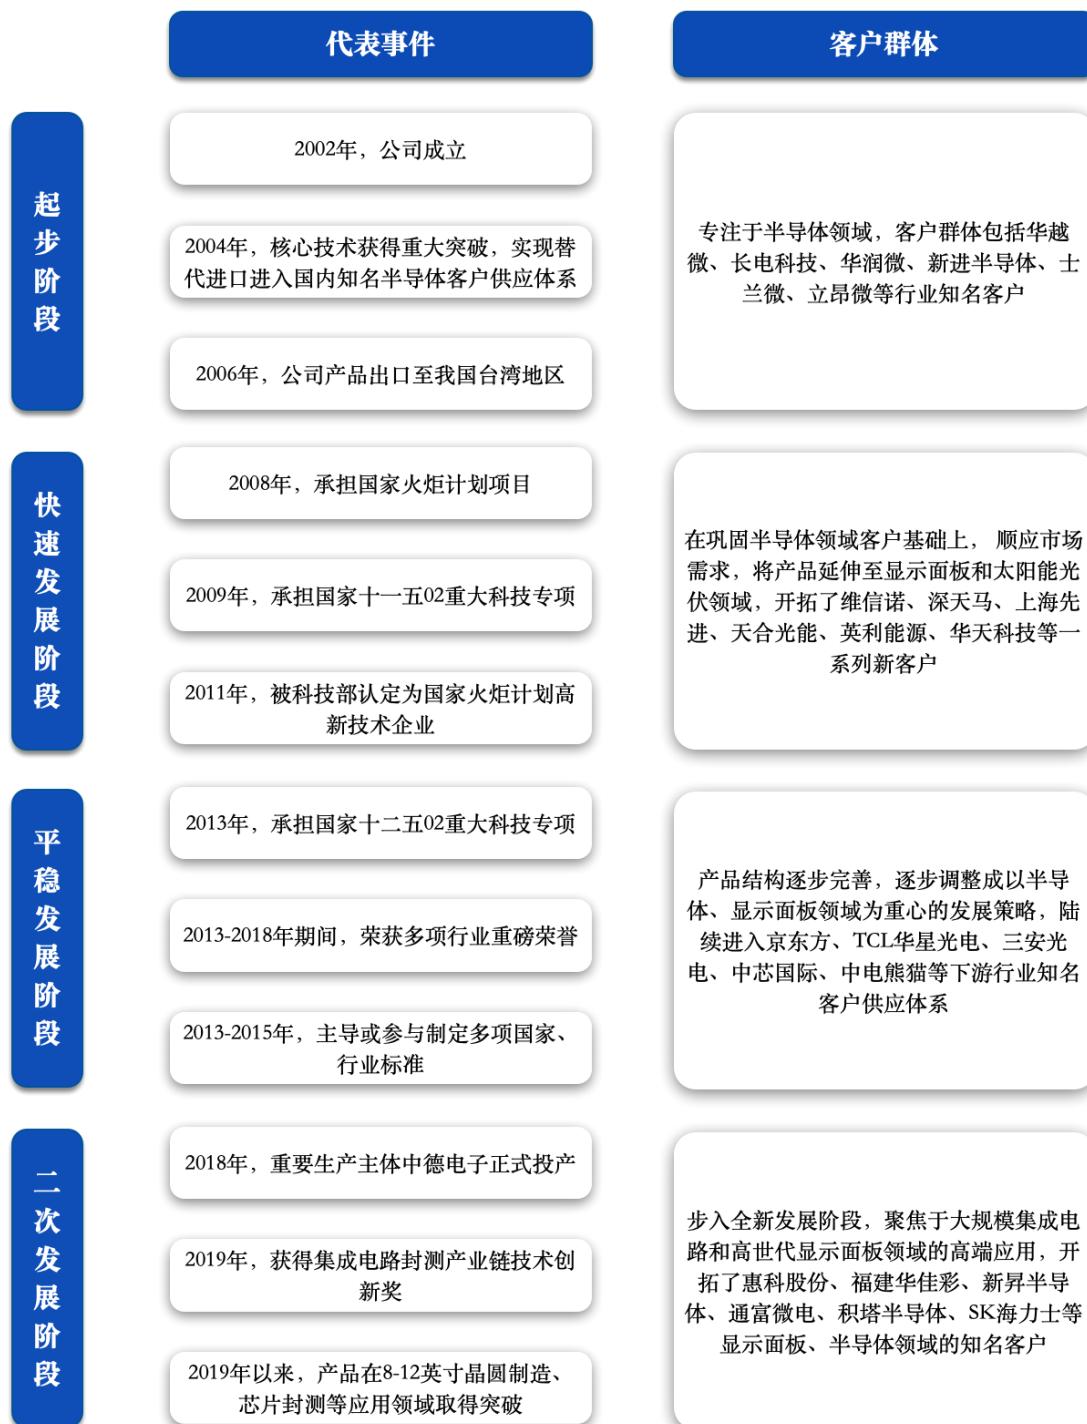 代表事件
客户群体
起步阶段
2002年，公司成立
2004年，核心技术获得重大突破，实现替
代进口进入国内知名半导体客户供应体系
2006年，公司产品出口至我国台湾地区
专注于半导体领域，客户群体包括华越
微、长电科技、华润微、新进半导体、士
兰微、立昂微等行业知名客户
快速发展阶段
2008年，承担国家火炬计划项目
2009年，承担国家十一五02重大科技专项
2011年，被科技部认定为国家火炬计划高
新技术企业
在巩固半导体领域客户基础上， 顺应市场
需求，将产品延伸至显示面板和太阳能光
伏领域，开拓了维信诺、深天马、上海先
进、天合光能、英利能源、华天科技等一
系列新客户
平稳发展阶段
2013年，承担国家十二五02重大科技专项
2013-2018年期间，荣获多项行业重磅荣誉
2013-2015年，主导或参与制定多项国家、
行业标准
产品结构逐步完善，逐步调整成以半导
体、显示面板领域为重心的发展策略，陆
续进入京东方、TCL华星光电、三安光
电、中芯国际、中电熊猫等下游行业知名
客户供应体系
二次发展阶段
2018年，重要生产主体中德电子正式投产
2019年，获得集成电路封测产业链技术创
新奖
2019年以来，产品在8-12英寸晶圆制造、
芯片封测等应用领域取得突破
步入全新发展阶段，聚焦于大规模集成电
路和高世代显示面板领域的高端应用，开
拓了惠科股份、福建华佳彩、新昇半导
体、通富微电、积塔半导体、SK海力士等
显示面板、半导体领域的知名客户